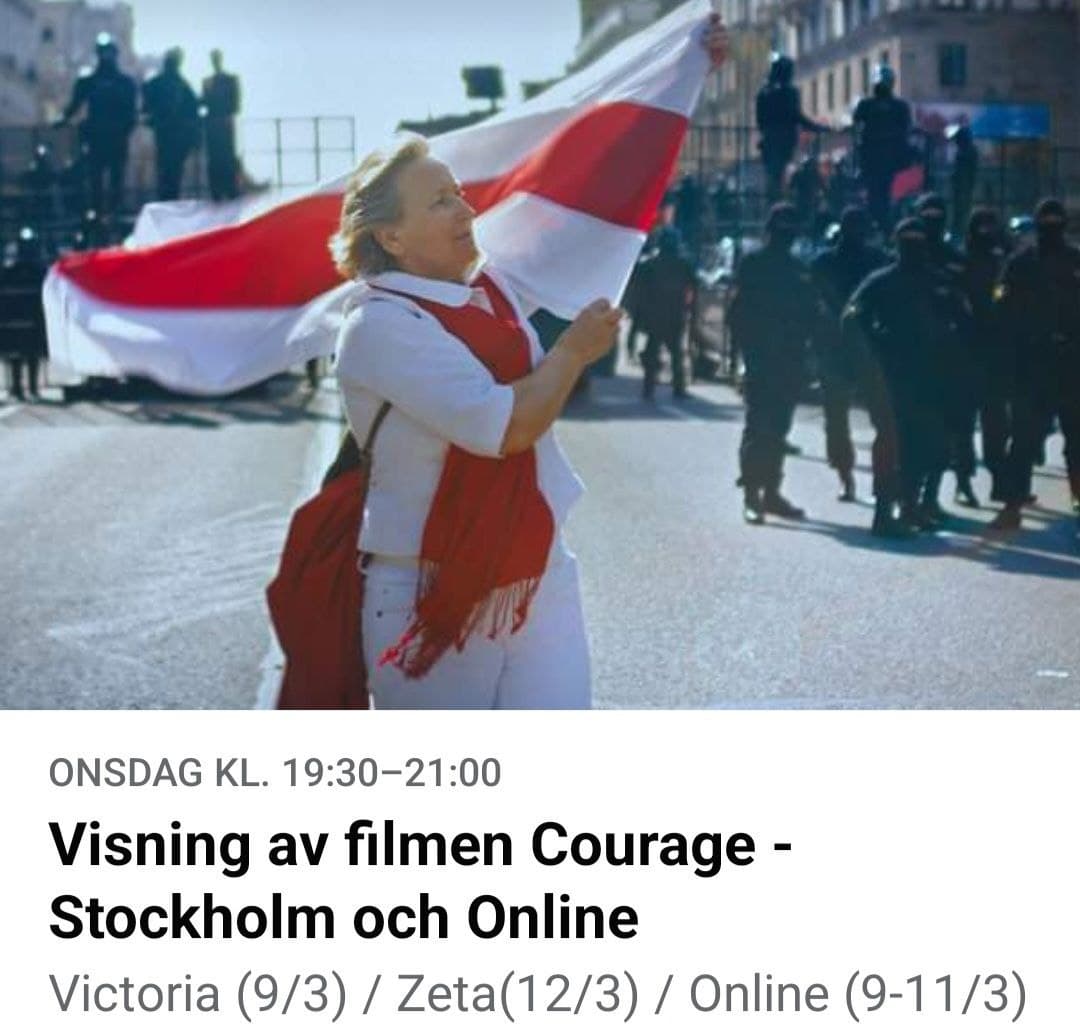 ONSDAG KL. 19:30–21:00
Visning av filmen Courage -
Stockholm och Online
Victoria (9/3) / Zeta(12/3) / Online (9-11/3)